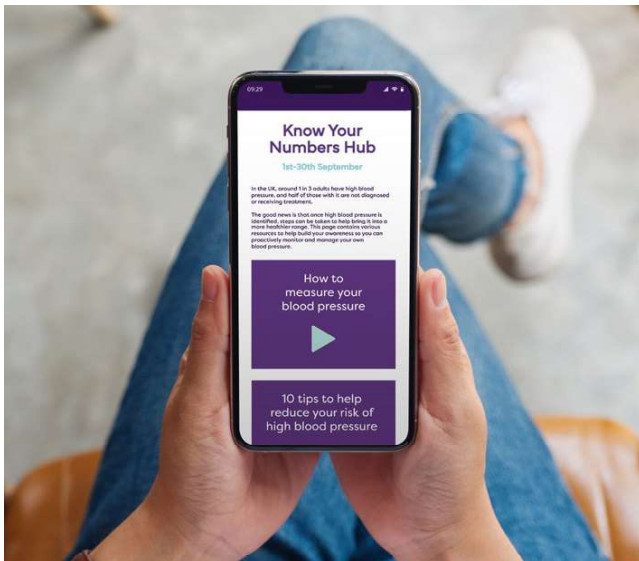 09:29
Know Your
Numbers Hub
1st-30th September
In the UK, around 1 in 3 adults have high blood
pressure, and half of those with it are not diagnosed
or receiving treatment.
The good news is that once high blood pressure is
identified, steps can be taken to help bring it into a
more healthier range. This page contains various
resources to help build your awareness so you can
proactively monitor and manage your own
blood pressure.
How to
measure your
blood pressure
10 tips to help
reduce your risk of
high blood pressure